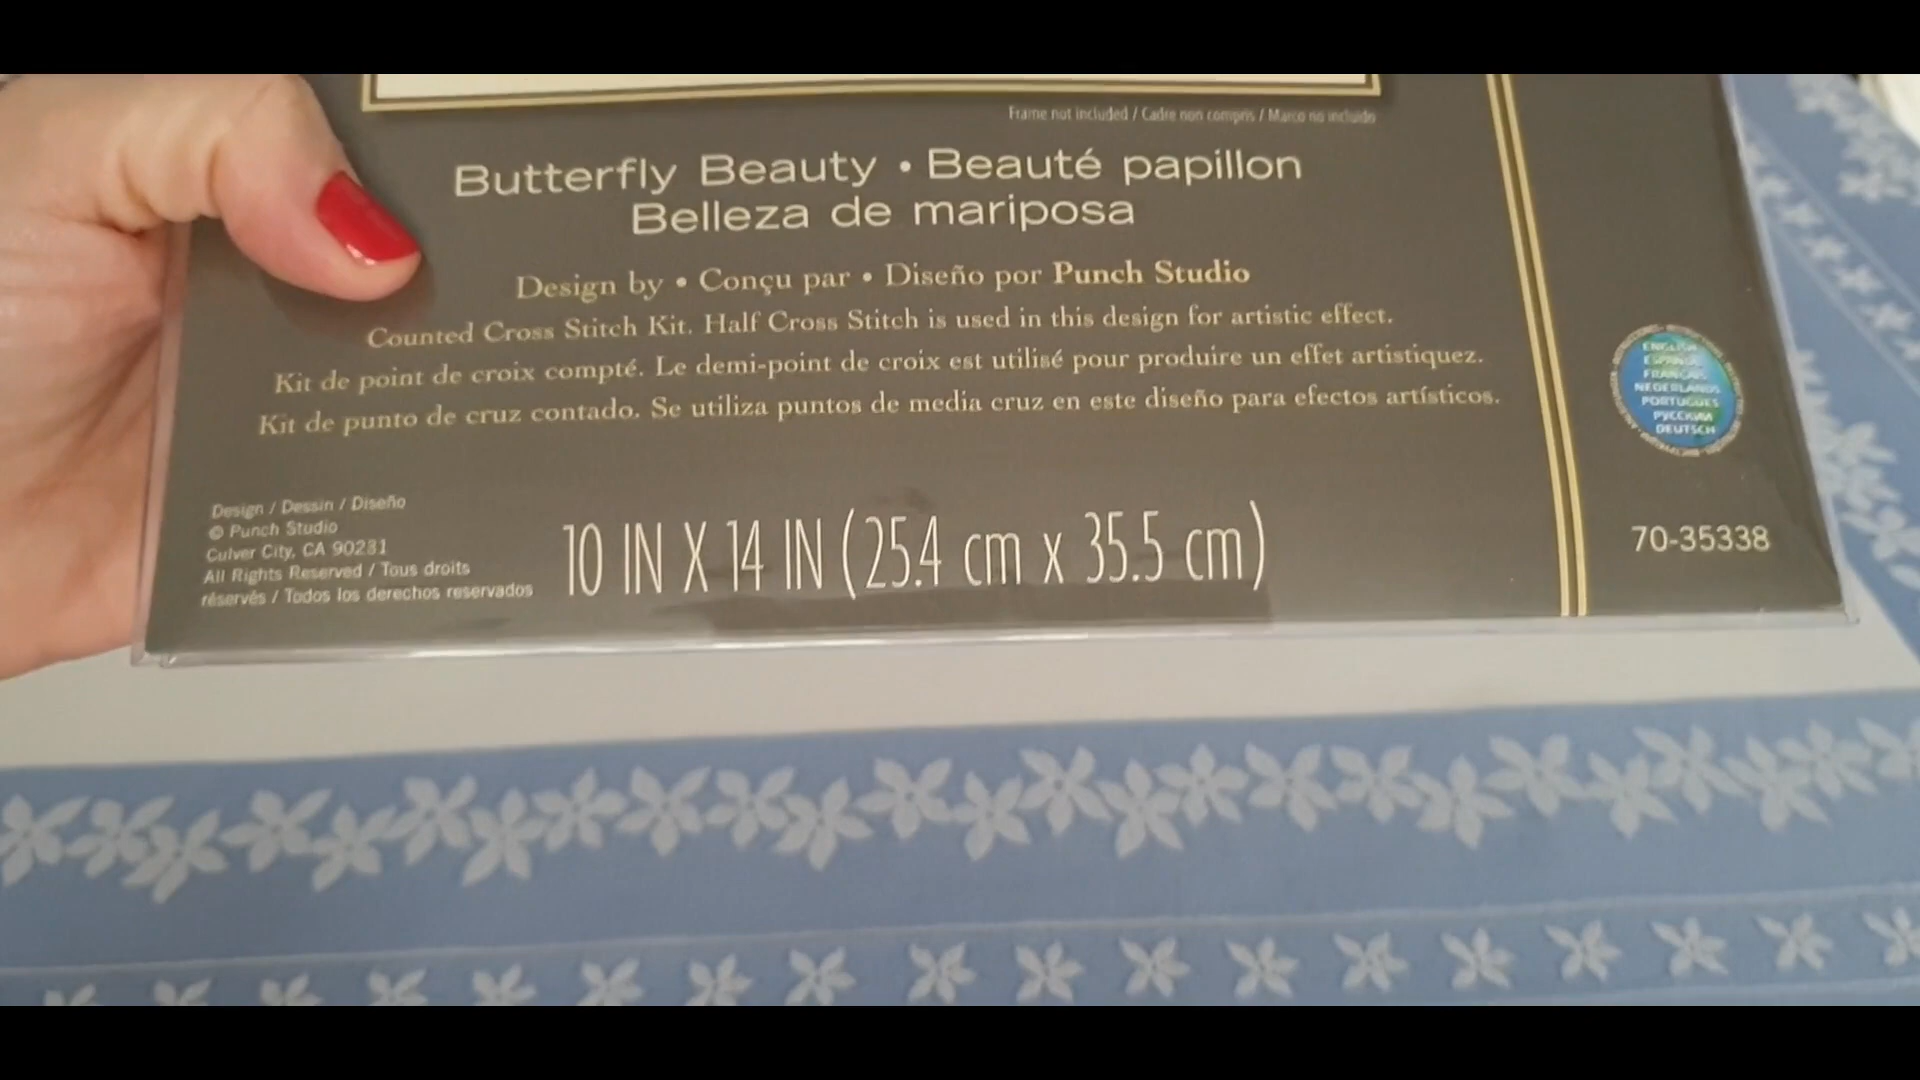 Frame not included / Cadre non compris / Marco no incluido
Butterfly Beauty • Beauté papillon
Belleza de mariposa
Design by • Conçu par • Diseño por Punch Studio
Counted Cross Stitch Kit. Half Cross Stitch is used in this design for artistic effect.
Kit de point de croix compté. Le demi-point de croix est utilisé pour produire un effet artistiquez.
Kit de punto de cruz contado. Se utiliza puntos de media cruz en este diseño para efectos artísticos.
Design / Dessin / Diseño
© Punch Studio
Culver City, CA 90231
All Rights Reserved / Tous droits
réservés / Todos los derechos reservados
10 IN X 14 IN (25.4 cm x 35.5 cm)
ENGLISH
ESPAÑOL
FRANÇAIS
NEDERLANDS
PORTUGUÊS
РУССКИЙ
DEUTSCH
70-35338